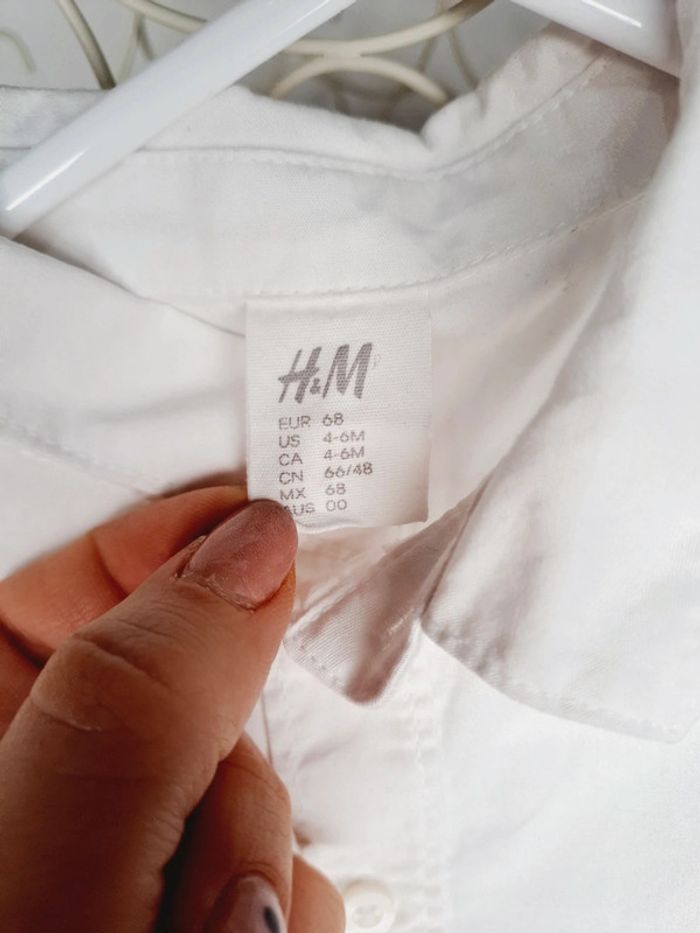 H&M
EUR 68
US 4-6M
CA 4-6M
CN 66/48
MX 68
AUS 00